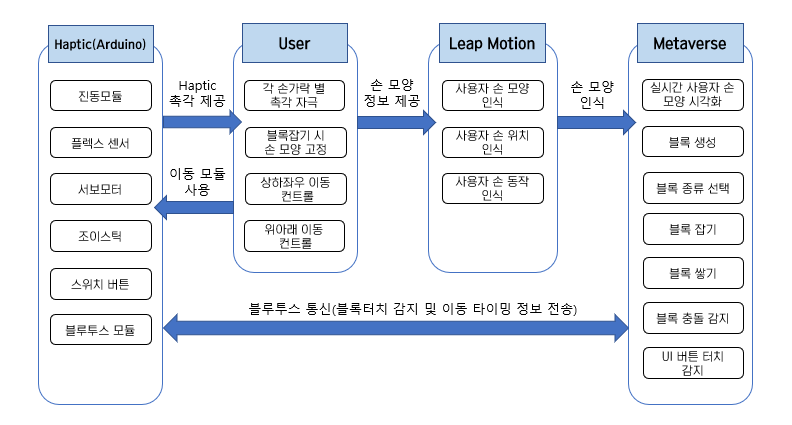 Haptic(Arduino)
진동모듈
플렉스 센서
서보모터
조이스틱
스위치 버튼
블루투스 모듈
Haptic
촉각 제공
이동 모듈
사용
User
각 손가락 별
촉각 자극
블록잡기 시
손 모양 고정
상하좌우 이동
컨트롤
위아래 이동
컨트롤
손 모양
정보 제공
Leap Motion
사용자 손 모양
인식
사용자 손 위치
인식
사용자 손 동작
인식
손 모양
인식
Metaverse
실시간 사용자 손
모양 시각화
블록 생성
블록 종류 선택
블록 잡기
블록 쌓기
블록 충돌 감지
UI 버튼 터치
감지
블루투스 통신(블록터치 감지 및 이동 타이밍 정보 전송)